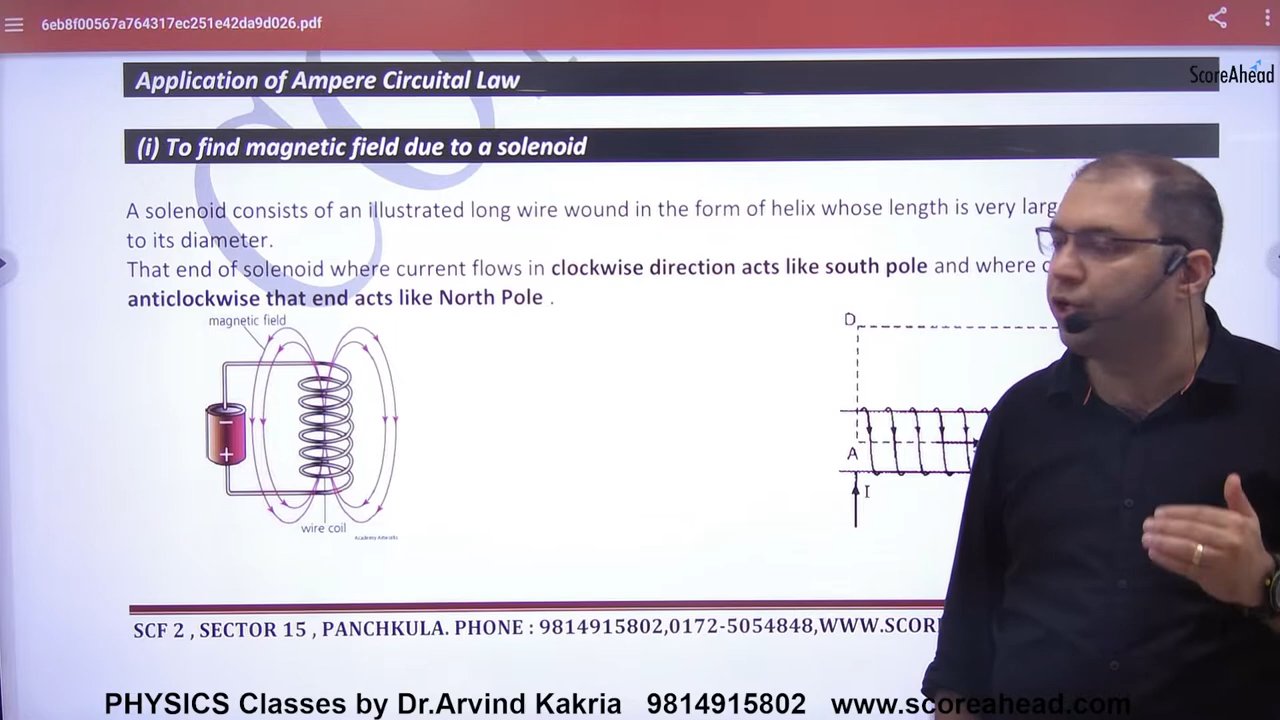 6eb8f00567a764317ec251e42da9d026.pdf
ScoreAhead
Application of Ampere Circuital Law
(i) To find magnetic field due to a solenoid
A solenoid consists of an illustrated long wire wound in the form of helix whose length is very
to its diameter.
That end of solenoid where current flows in clockwise direction acts like south pole and where
anticlockwise that end acts like North Pole .
magnetic field
−
+
wire coil
D
A
I
SCF 2 , SECTOR 15 , PANCHKULA. PHONE : 9814915802,0172-5054848,
PHYSICS Classes by Dr.Arvind Kakria 9814915802 www.scoreahead.com